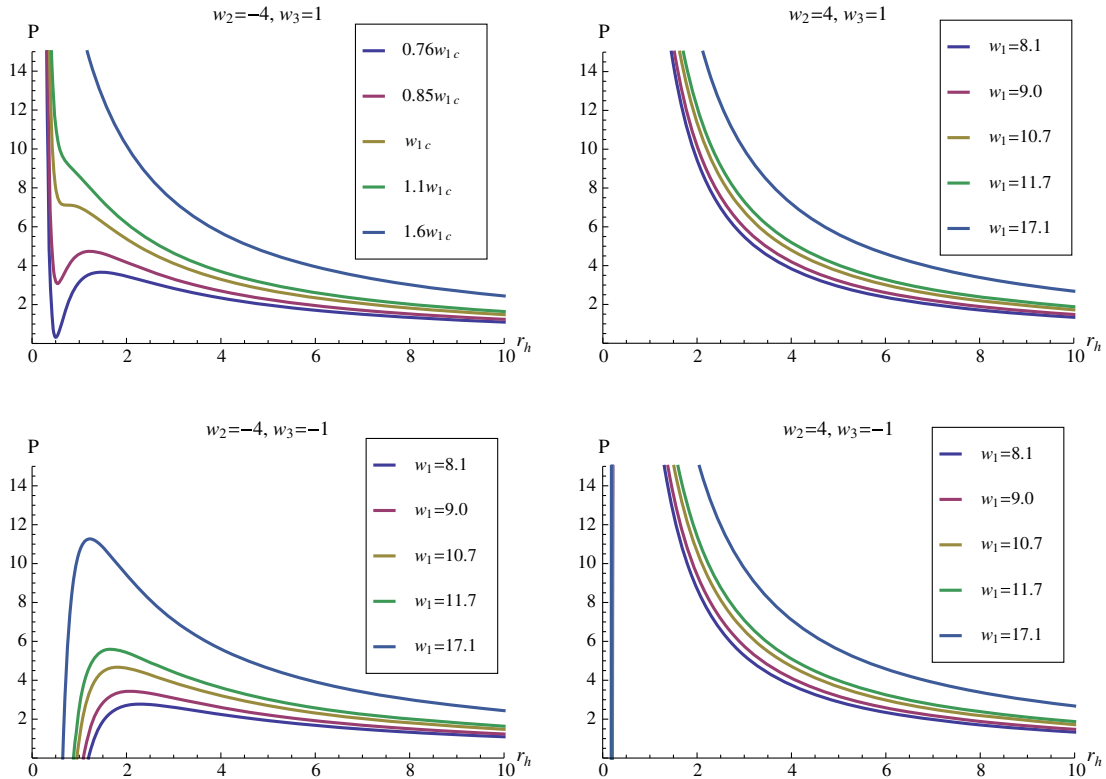 w₂=−4, w₃=1
P
14
12
10
8
6
4
2
0
2
4
6
8
10
r_h
0.76w₁c
0.85w₁c
w₁c
1.1w₁c
1.6w₁c
w₂=4, w₃=1
P
14
12
10
8
6
4
2
0
2
4
6
8
10
r_h
w₁=8.1
w₁=9.0
w₁=10.7
w₁=11.7
w₁=17.1
w₂=−4, w₃=−1
P
14
12
10
8
6
4
2
0
2
4
6
8
10
r_h
w₁=8.1
w₁=9.0
w₁=10.7
w₁=11.7
w₁=17.1
w₂=4, w₃=−1
P
14
12
10
8
6
4
2
0
2
4
6
8
10
r_h
w₁=8.1
w₁=9.0
w₁=10.7
w₁=11.7
w₁=17.1